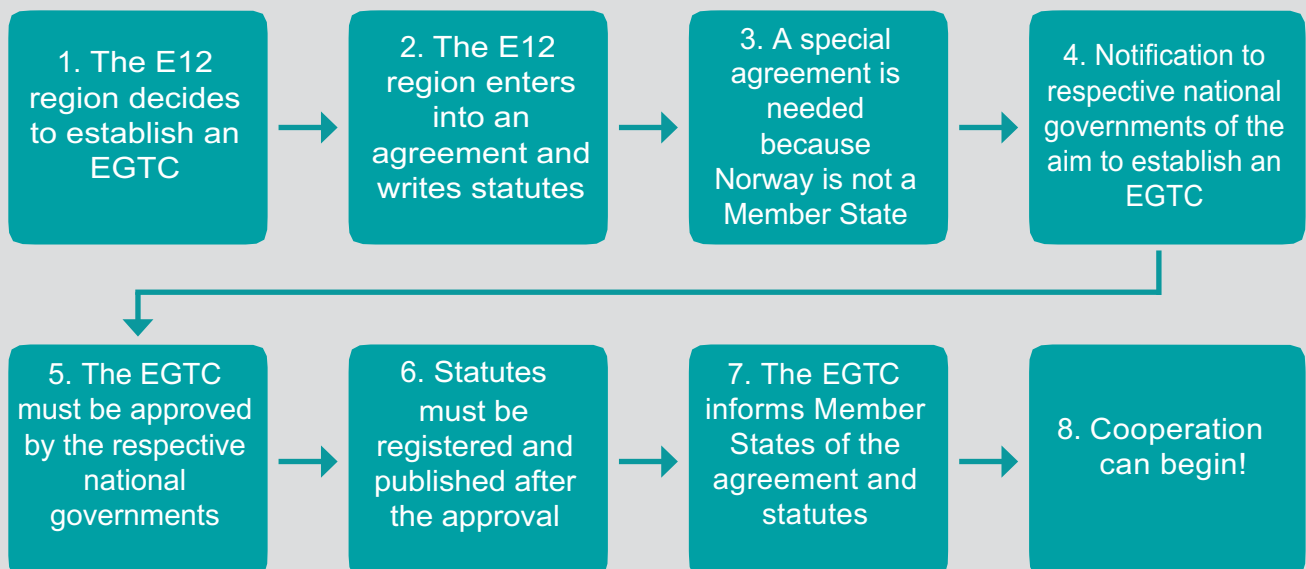 1. The E12
region decides
to establish an
EGTC
2. The E12
region enters
into an
agreement and
writes statutes
3. A special
agreement is
needed
because
Norway is not a
Member State
4. Notification to
respective national
governments of the
aim to establish an
EGTC
5. The EGTC
must be approved
by the respective
national
governments
6. Statutes
must be
registered and
published after
the approval
7. The EGTC
informs Member
States of the
agreement and
statutes
8. Cooperation
can begin!